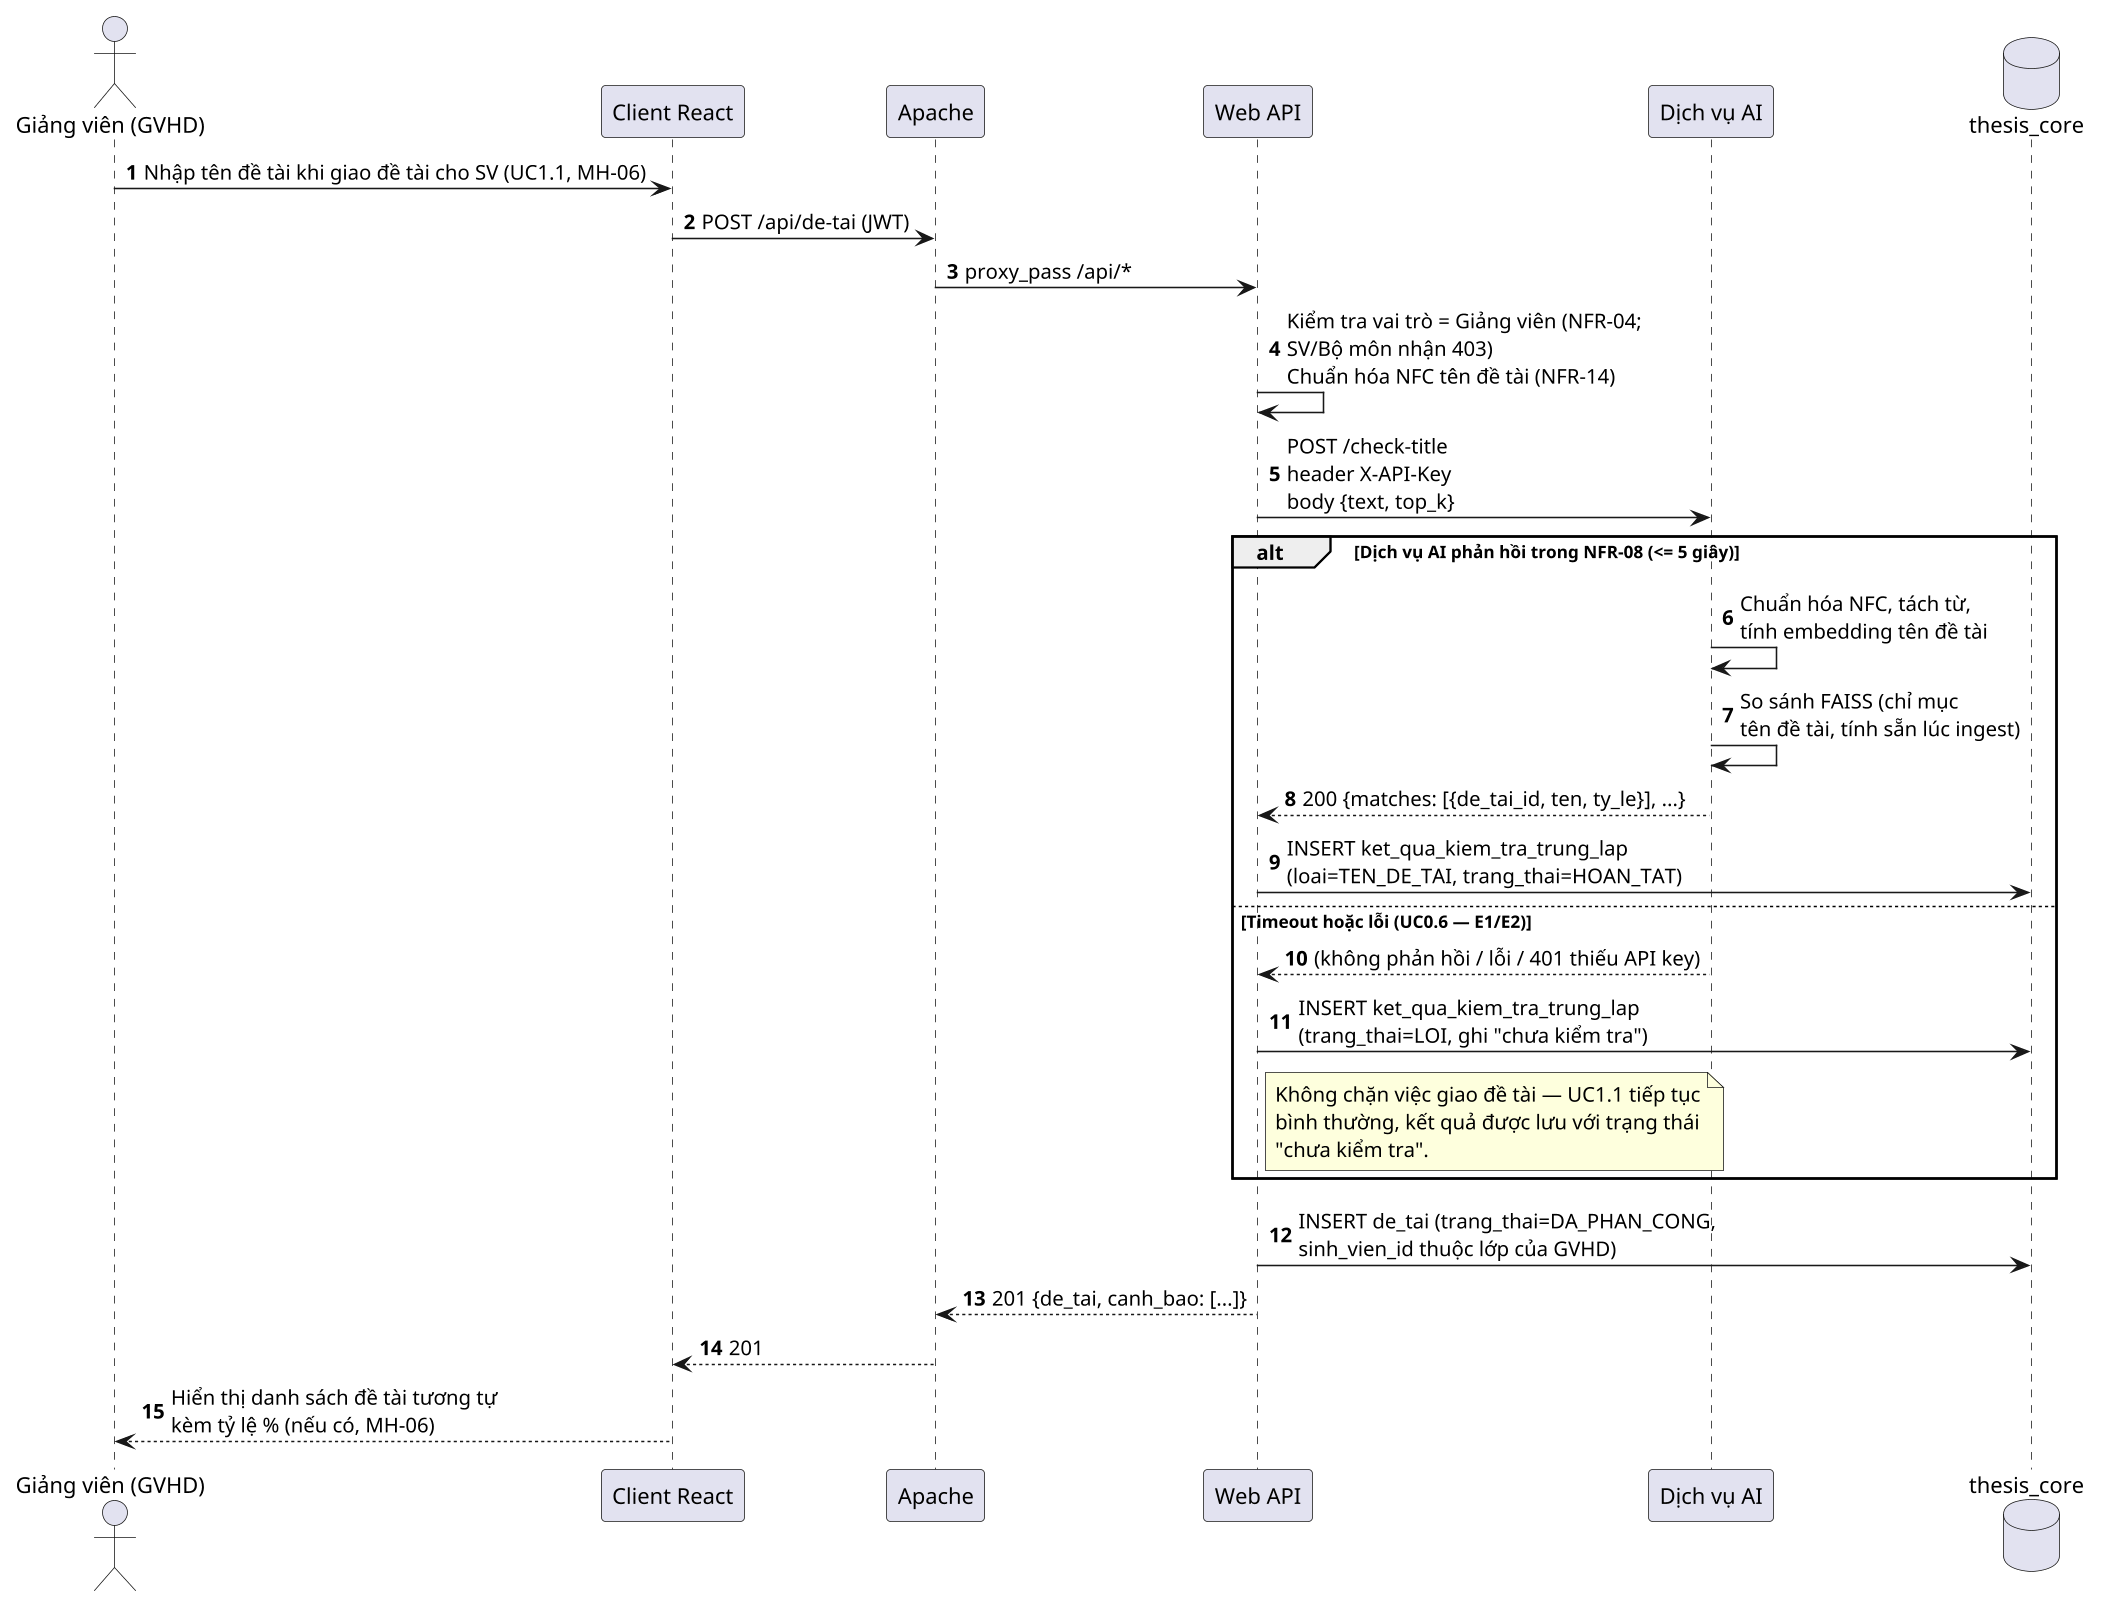 Giảng viên (GVHD)
Client React
Apache
Web API
Dịch vụ AI
thesis_core
1 Nhập tên đề tài khi giao đề tài cho SV (UC1.1, MH-06)
2 POST /api/de-tai (JWT)
3 proxy_pass /api/*
4 Kiểm tra vai trò = Giảng viên (NFR-04;
SV/Bộ môn nhận 403)
Chuẩn hóa NFC tên đề tài (NFR-14)
5 POST /check-title
header X-API-Key
body {text, top_k}
alt [Dịch vụ AI phản hồi trong NFR-08 (<= 5 giây)]
6 Chuẩn hóa NFC, tách từ,
tính embedding tên đề tài
7 So sánh FAISS (chỉ mục
tên đề tài, tính sẵn lúc ingest)
8 200 {matches: [{de_tai_id, ten, ty_le}], ...}
9 INSERT ket_qua_kiem_tra_trung_lap
(loai=TEN_DE_TAI, trang_thai=HOAN_TAT)
[Timeout hoặc lỗi (UC0.6 — E1/E2)]
10 (không phản hồi / lỗi / 401 thiếu API key)
11 INSERT ket_qua_kiem_tra_trung_lap
(trang_thai=LOI, ghi "chưa kiểm tra")
Không chặn việc giao đề tài — UC1.1 tiếp tục
bình thường, kết quả được lưu với trạng thái
"chưa kiểm tra".
12 INSERT de_tai (trang_thai=DA_PHAN_CONG,
sinh_vien_id thuộc lớp của GVHD)
13 201 {de_tai, canh_bao: [...]}
14 201
15 Hiển thị danh sách đề tài tương tự
kèm tỷ lệ % (nếu có, MH-06)
Giảng viên (GVHD)
Client React
Apache
Web API
Dịch vụ AI
thesis_core